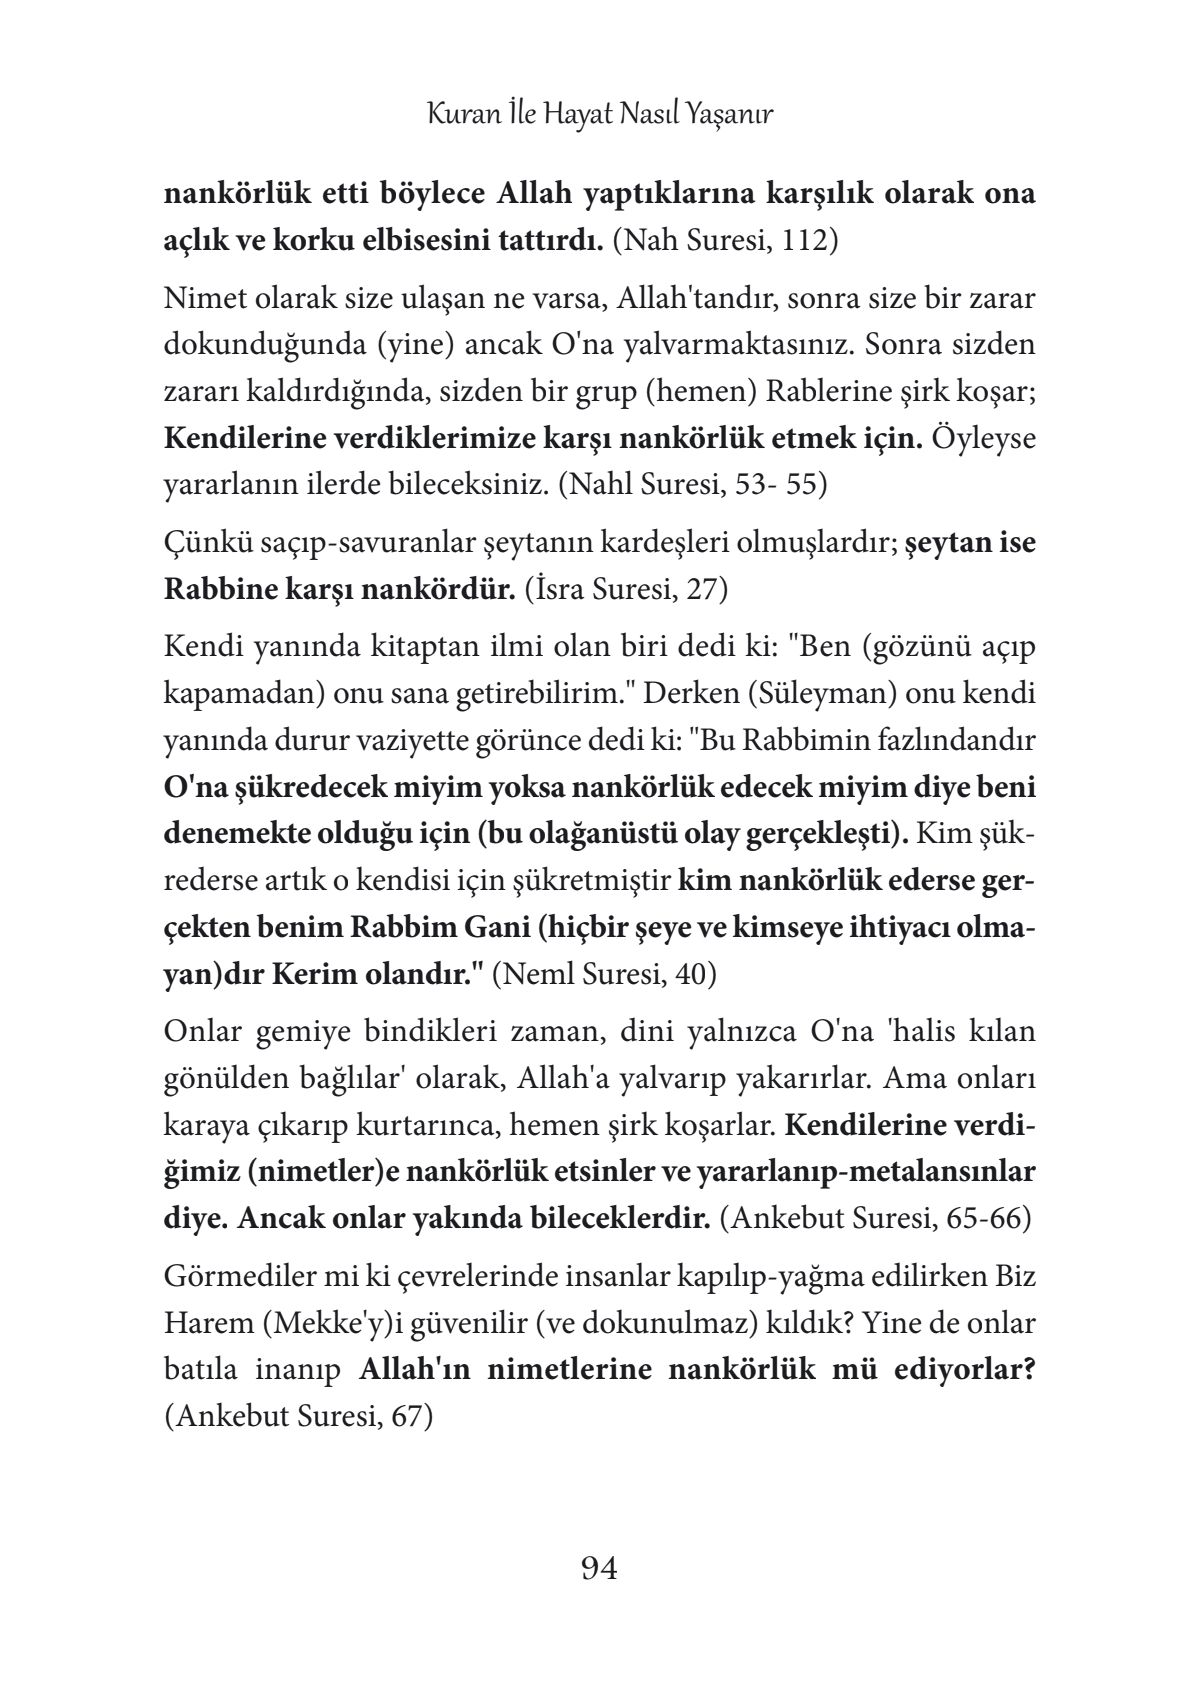 Kuran İle Hayat Nasıl Yaşanır
nankörlük etti böylece Allah yaptıklarına karşılık olarak ona
açlık ve korku elbisesini tattırdı. (Nah Suresi, 112)
Nimet olarak size ulaşan ne varsa, Allah'tandır, sonra size bir zarar
dokunduğunda (yine) ancak O'na yalvarmaktasınız. Sonra sizden
zararı kaldırdığında, sizden bir grup (hemen) Rablerine şirk koşar;
Kendilerine verdiklerimize karşı nankörlük etmek için. Öyleyse
yararlanın ilerde bileceksiniz. (Nahl Suresi, 53- 55)
Çünkü saçıp-savuranlar şeytanın kardeşleri olmuşlardır; şeytan ise
Rabbine karşı nankördür. (İsra Suresi, 27)
Kendi yanında kitaptan ilmi olan biri dedi ki: "Ben (gözünü açıp
kapamadan) onu sana getirebilirim." Derken (Süleyman) onu kendi
yanında durur vaziyette görünce dedi ki: "Bu Rabbimin fazlındandır
O'na şükredecek miyim yoksa nankörlük edecek miyim diye beni
denemekte olduğu için (bu olağanüstü olay gerçekleşti). Kim şük-
rederse artık o kendisi için şükretmiştir kim nankörlük ederse ger-
çekten benim Rabbim Gani (hiçbir şeye ve kimseye ihtiyacı olma-
yan)dır Kerim olandır." (Neml Suresi, 40)
Onlar gemiye bindikleri zaman, dini yalnızca O'na 'halis kılan
gönülden bağlılar' olarak, Allah'a yalvarıp yakarırlar. Ama onları
karaya çıkarıp kurtarınca, hemen şirk koşarlar. Kendilerine verdi-
ğimiz (nimetler)e nankörlük etsinler ve yararlanıp-metalansınlar
diye. Ancak onlar yakında bileceklerdir. (Ankebut Suresi, 65-66)
Görmediler mi ki çevrelerinde insanlar kapılıp-yağma edilirken Biz
Harem (Mekke'y)i güvenilir (ve dokunulmaz) kıldık? Yine de onlar
batıla inanıp Allah'ın nimetlerine nankörlük mü ediyorlar?
(Ankebut Suresi, 67)
94